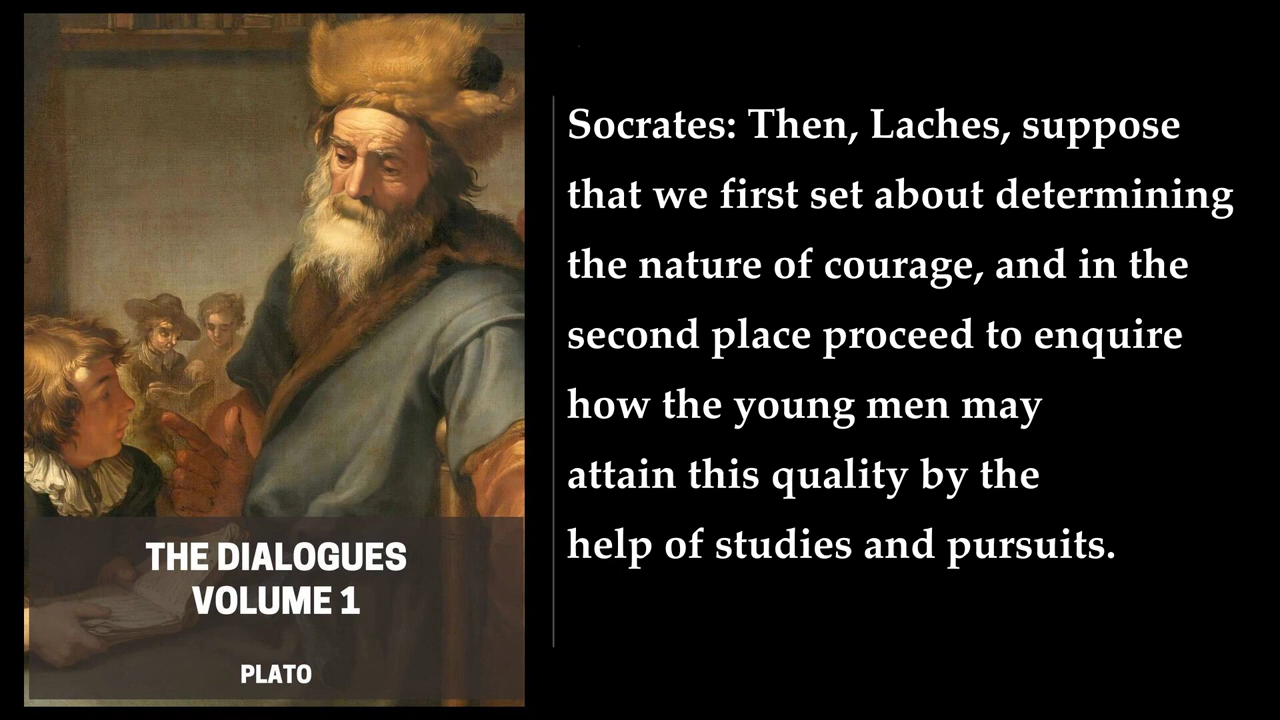 THE DIALOGUES
VOLUME 1
PLATO
Socrates: Then, Laches, suppose
that we first set about determining
the nature of courage, and in the
second place proceed to enquire
how the young men may
attain this quality by the
help of studies and pursuits.